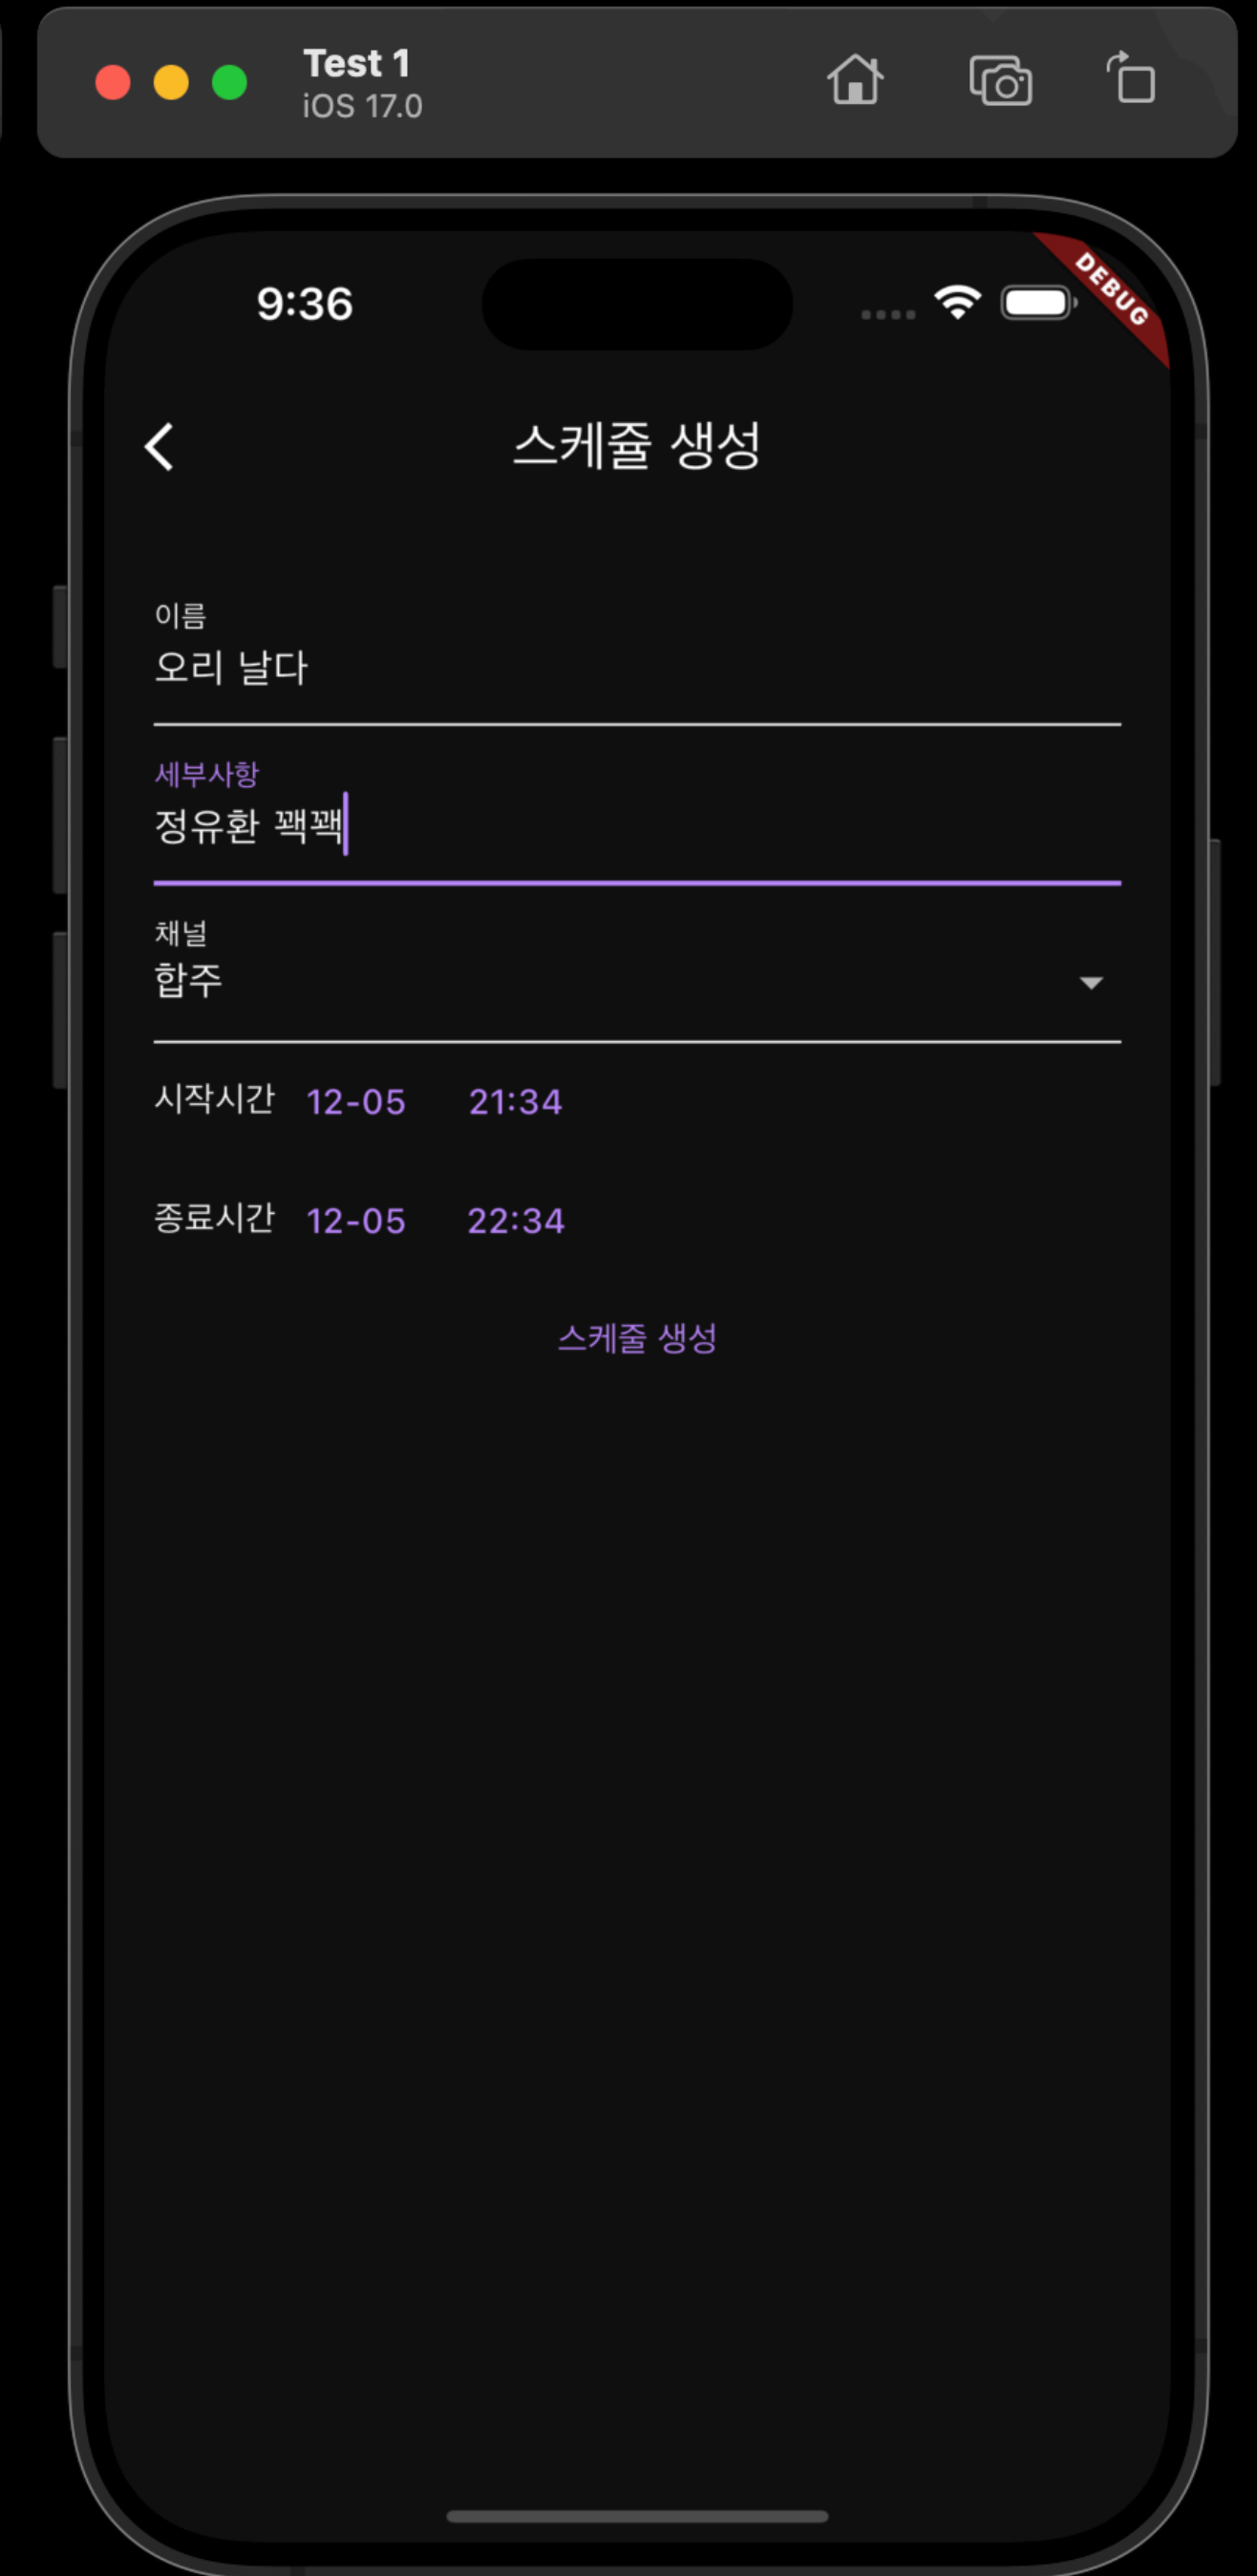 Test 1
iOS 17.0
9:36
DEBUG
스케쥴 생성
이름
오리 날다
세부사항
정유환 꽥꽥
채널
합주
시작시간 12-05 21:34
종료시간 12-05 22:34
스케줄 생성